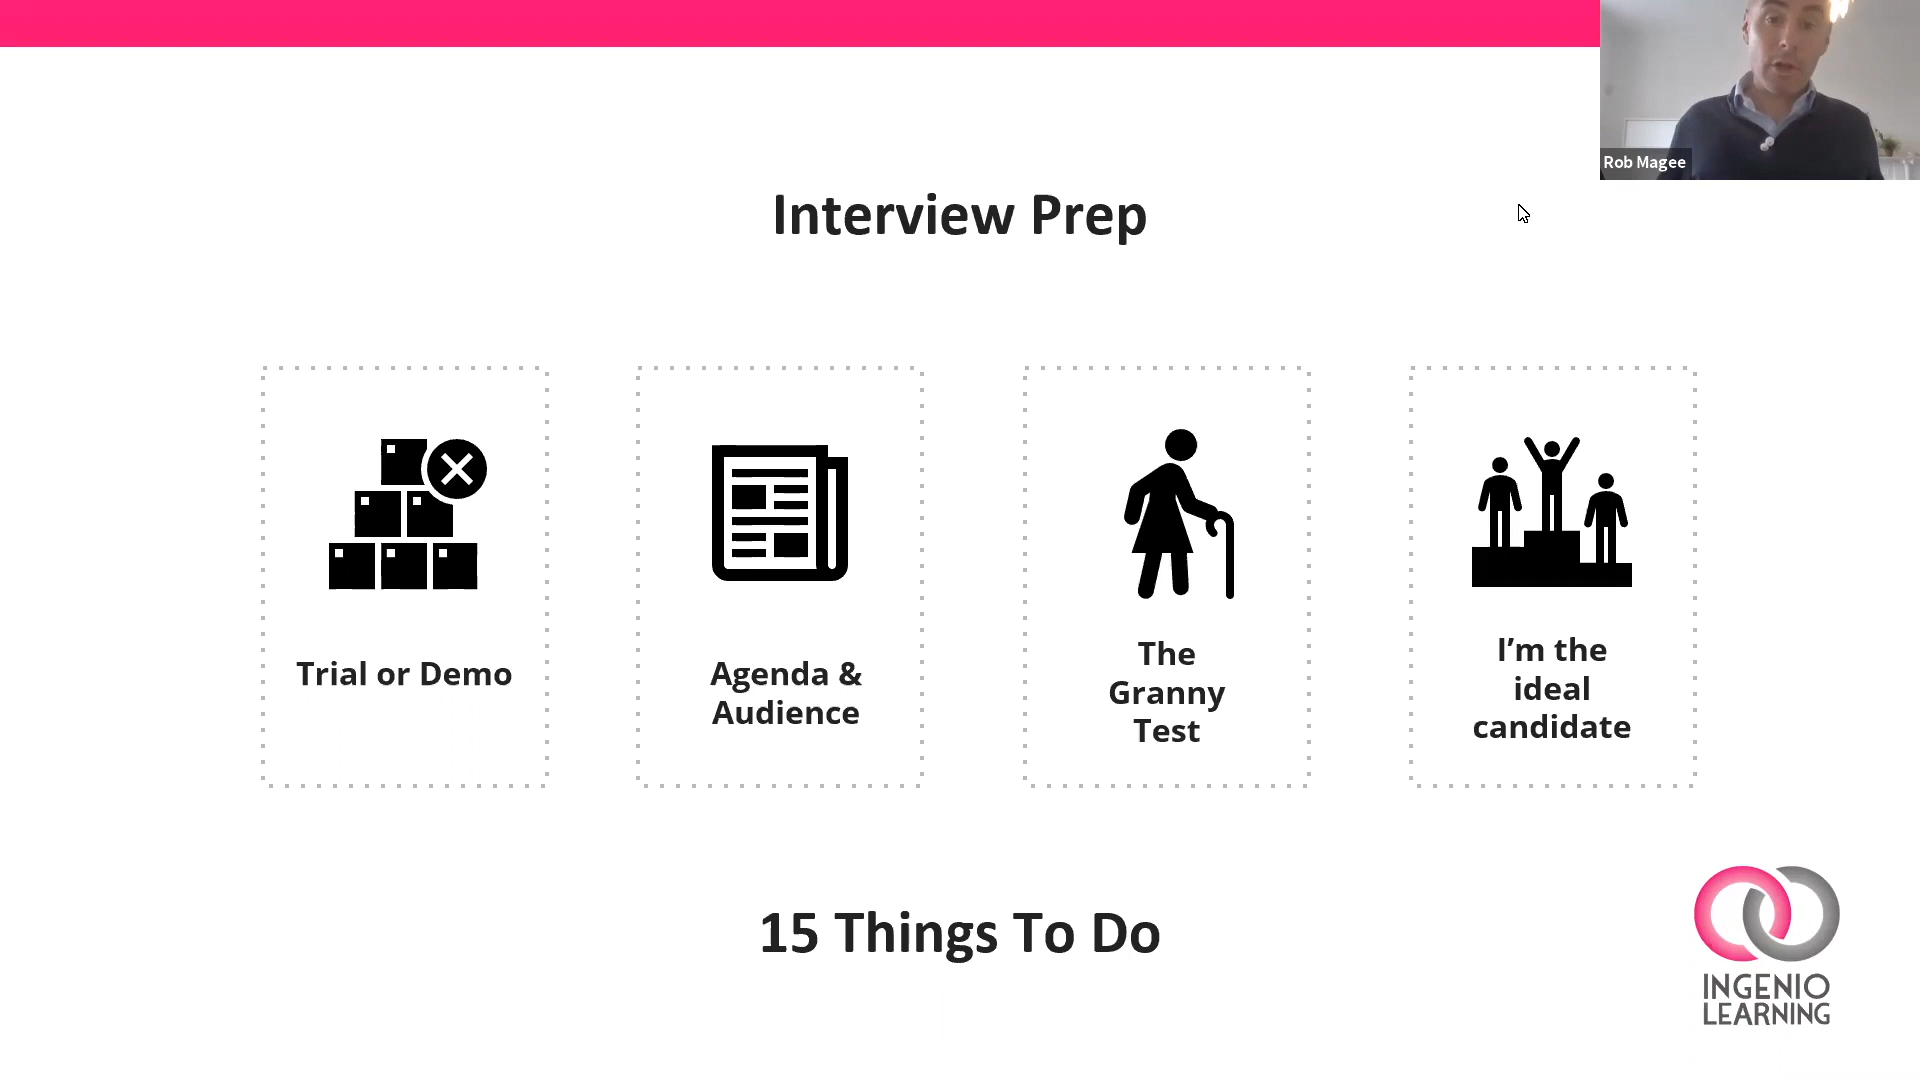 Rob Magee
Interview Prep
Trial or Demo
Agenda &
Audience
The
Granny
Test
I’m the
ideal
candidate
15 Things To Do
INGENIO
LEARNING